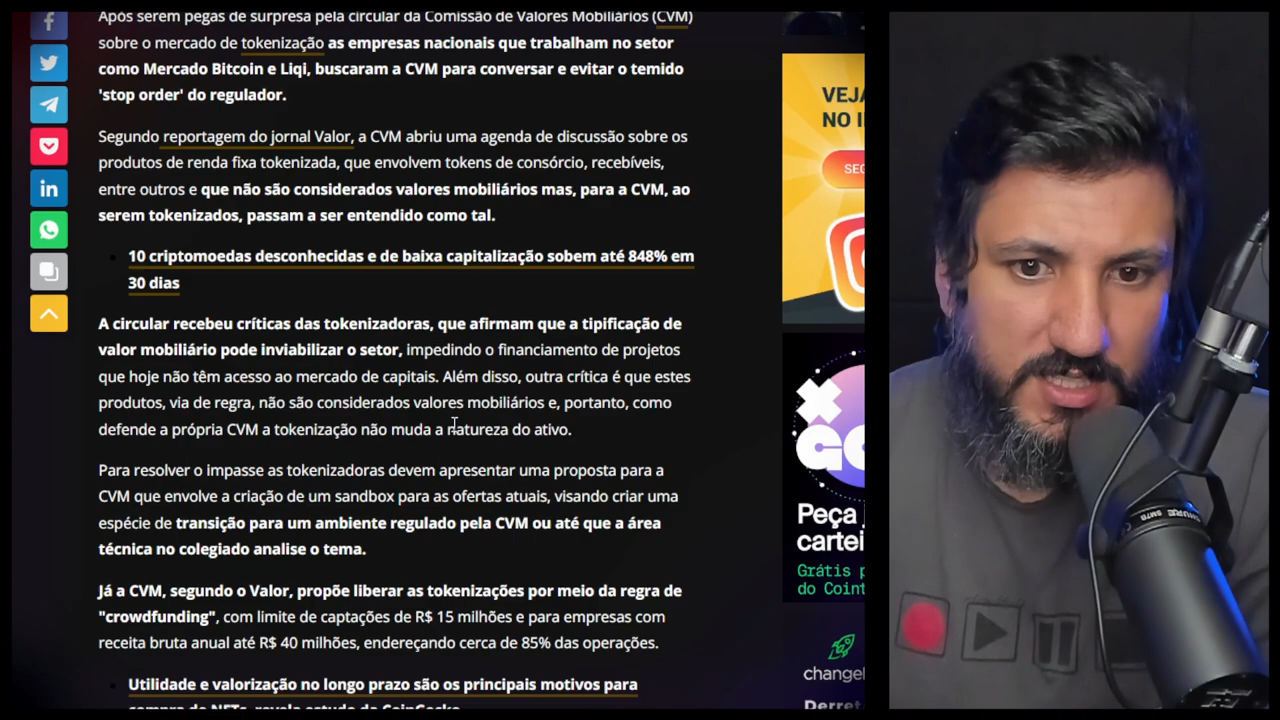 Após serem pegas de surpresa pela circular da Comissão de Valores Mobiliários (CVM)
sobre o mercado de tokenização as empresas nacionais que trabalham no setor
como Mercado Bitcoin e Liqi, buscaram a CVM para conversar e evitar o temido
'stop order' do regulador.
Segundo reportagem do jornal Valor, a CVM abriu uma agenda de discussão sobre os
produtos de renda fixa tokenizada, que envolvem tokens de consórcio, recebíveis,
entre outros e que não são considerados valores mobiliários mas, para a CVM, ao
serem tokenizados, passam a ser entendido como tal.
10 criptomoedas desconhecidas e de baixa capitalização sobem até 848% em
30 dias
A circular recebeu críticas das tokenizadoras, que afirmam que a tipificação de
valor mobiliário pode inviabilizar o setor, impedindo o financiamento de projetos
que hoje não têm acesso ao mercado de capitais. Além disso, outra crítica é que estes
produtos, via de regra, não são considerados valores mobiliários e, portanto, como
defende a própria CVM a tokenização não muda a natureza do ativo.
Para resolver o impasse as tokenizadoras devem apresentar uma proposta para a
CVM que envolve a criação de um sandbox para as ofertas atuais, visando criar uma
espécie de transição para um ambiente regulado pela CVM ou até que a área
técnica no colegiado analise o tema.
Já a CVM, segundo o Valor, propõe liberar as tokenizações por meio da regra de
"crowdfunding", com limite de captações de R$ 15 milhões e para empresas com
receita bruta anual até R$ 40 milhões, endereçando cerca de 85% das operações.
Utilidade e valorização no longo prazo são os principais motivos para
compra de NFTs, revela estudo do CoinGecko
VEJA
NO I
SEG
Peça
cartei
Grátis p
do Coint
changel
Derret
SHURE SM7B